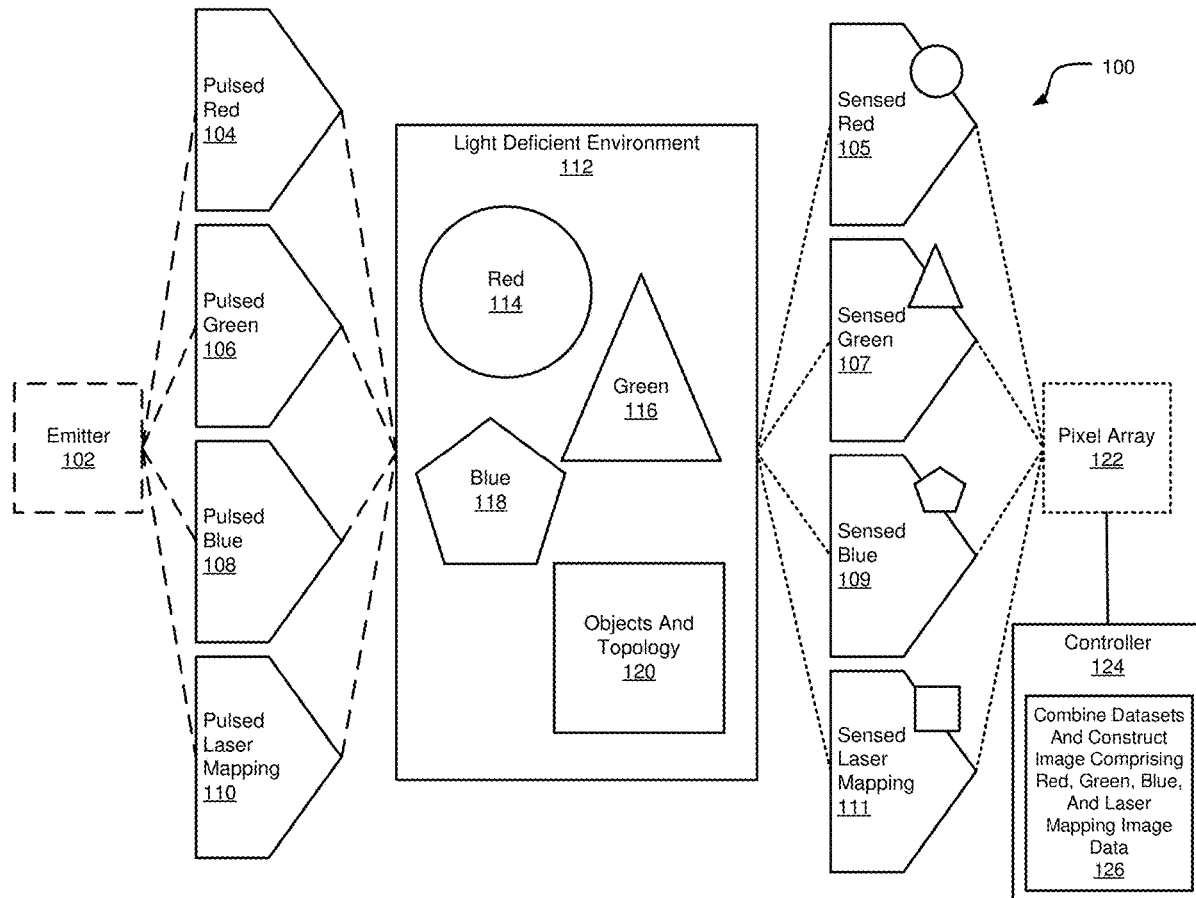 Pulsed
Red
104
Pulsed
Green
106
Pulsed
Blue
108
Pulsed
Laser
Mapping
110
Emitter
102
Light Deficient Environment
112
Red
114
Green
116
Blue
118
Objects And
Topology
120
Sensed
Red
105
Sensed
Green
107
Sensed
Blue
109
Sensed
Laser
Mapping
111
100
Pixel Array
122
Controller
124
Combine Datasets
And Construct
Image Comprising
Red, Green, Blue,
And Laser
Mapping Image
Data
126